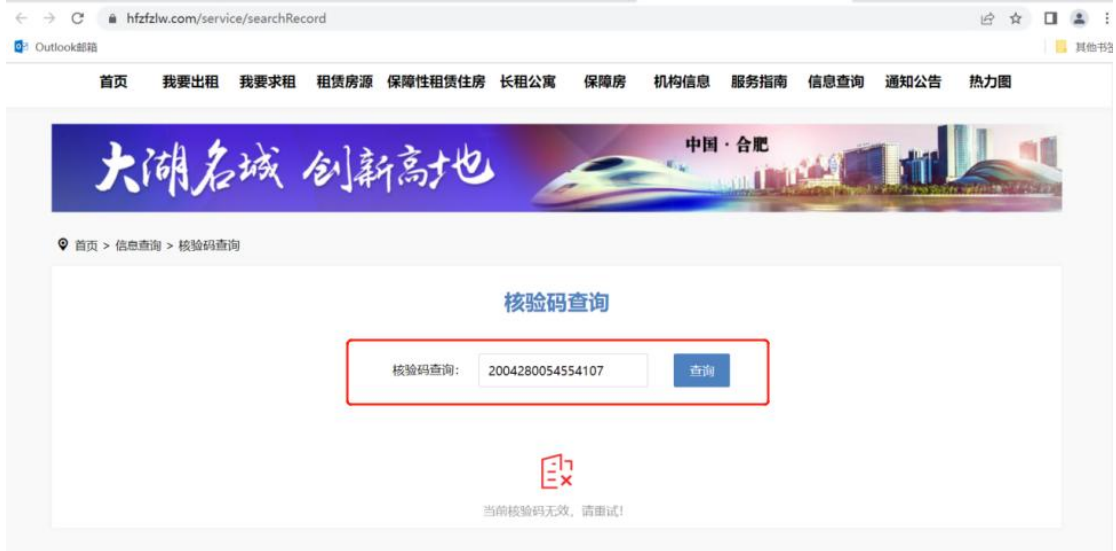 hfzfzlw.com/service/searchRecord
Outlook邮箱
其他书签
首页 我要出租 我要求租 租赁房源 保障性租赁住房 长租公寓 保障房 机构信息 服务指南 信息查询 通知公告 热力图
大湖名城 创新高地
中国·合肥
首页 > 信息查询 > 核验码查询
核验码查询
核验码查询: 2004280054554107 查询
当前核验码无效，请重试!